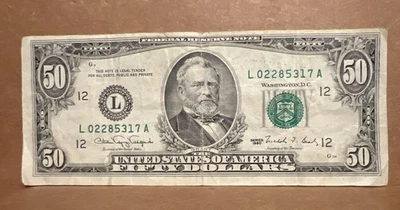 FEDERAL RESERVE NOTE
50 50
THIS NOTE IS LEGAL TENDER
FOR ALL DEBTS, PUBLIC AND PRIVATE
L 02285317 A
WASHINGTON, D.C.
12 L 12
L 02285317 A
SERIES
12 12
THE UNITED STATES OF AMERICA
50 FIFTY DOLLARS 50